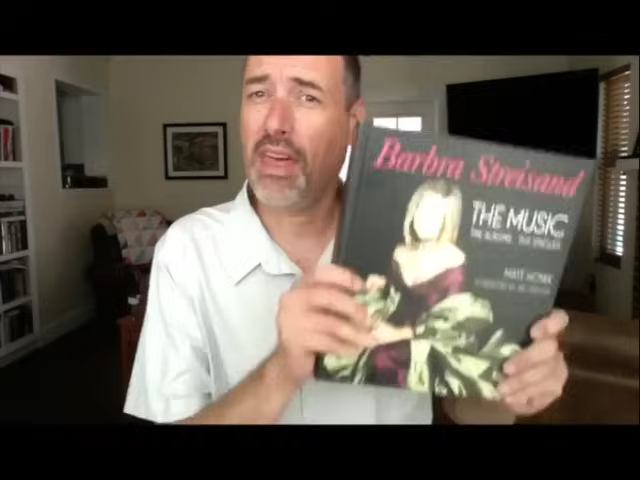 Barbra Streisand
THE MUSIC
THE ALBUMS THE SINGLES
MATT HOWE